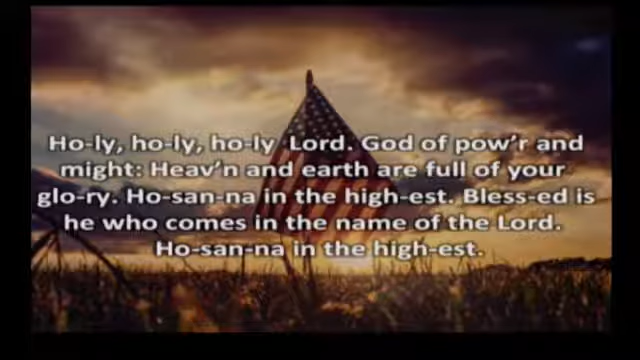 Ho-ly, ho-ly, ho-ly Lord. God of pow’r and
might: Heav’n and earth are full of your
glo-ry. Ho-san-na in the high-est. Bless-ed is
he who comes in the name of the Lord.
Ho-san-na in the high-est.